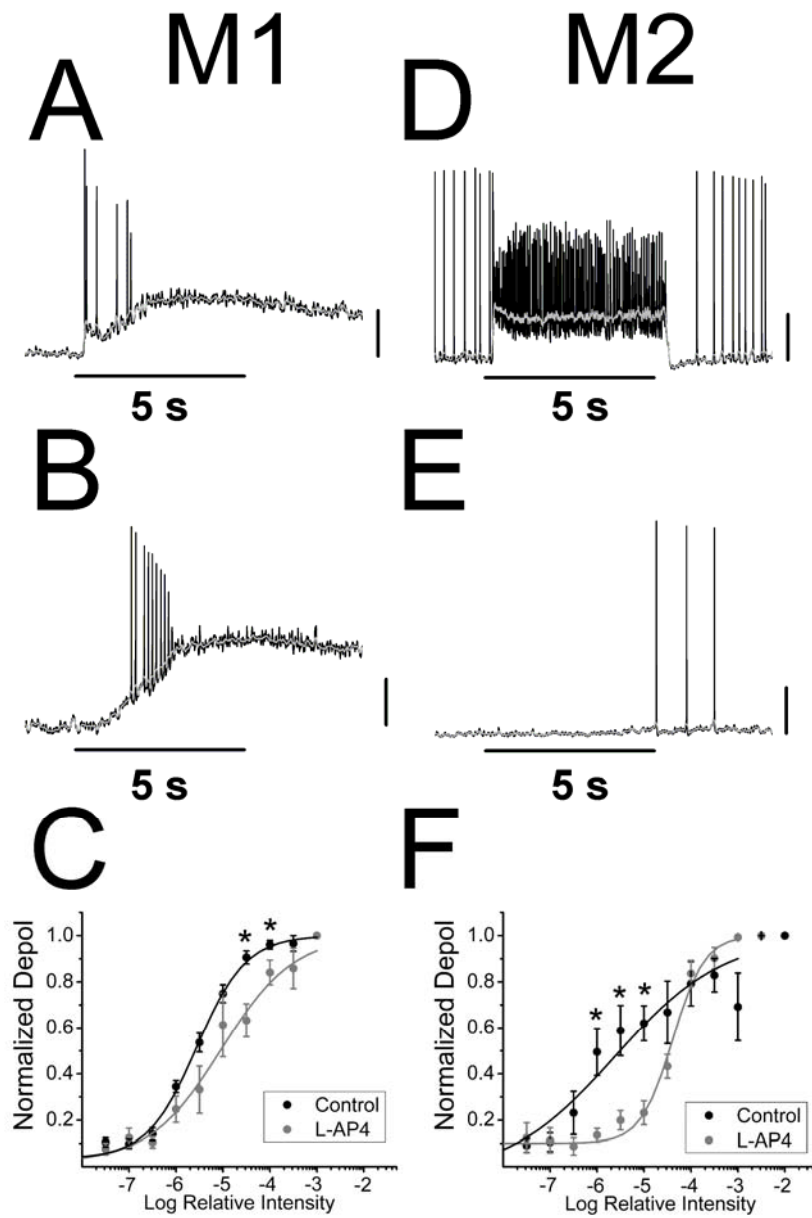 M1
M2
A
D
5 s
5 s
B
E
5 s
5 s
C
F
Normalized Depol
1.0
0.8
0.6
0.4
0.2
* *
Control
L-AP4
-7 -6 -5 -4 -3 -2
Log Relative Intensity
Normalized Depol
1.0
0.8
0.6
0.4
0.2
* * *
Control
L-AP4
-7 -6 -5 -4 -3 -2
Log Relative Intensity